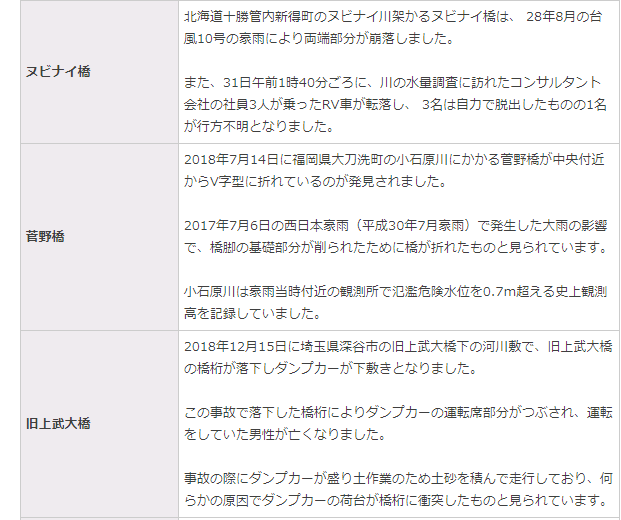 ヌビナイ橋
北海道十勝管内新得町のヌビナイ川架かるヌビナイ橋は、 28年8月の台
風10号の豪雨により両端部分が崩落しました。
また、31日午前1時40分ごろに、川の水量調査に訪れたコンサルタント
会社の社員3人が乗ったRV車が転落し、 3名は自力で脱出したものの1名
が行方不明となりました。
菅野橋
2018年7月14日に福岡県大刀洗町の小石原川にかかる菅野橋が中央付近
からV字型に折れているのが発見されました。
2017年7月6日の西日本豪雨（平成30年7月豪雨）で発生した大雨の影響
で、橋脚の基礎部分が削られたために橋が折れたものと見られています。
小石原川は豪雨当時付近の観測所で氾濫危険水位を0.7m超える史上観測
高を記録していました。
旧上武大橋
2018年12月15日に埼玉県深谷市の旧上武大橋下の河川敷で、旧上武大橋
の橋桁が落下しダンプカーが下敷きとなりました。
この事故で落下した橋桁によりダンプカーの運転席部分がつぶされ、運転
をしていた男性が亡くなりました。
事故の際にダンプカーが盛り土作業のため土砂を積んで走行しており、何
らかの原因でダンプカーの荷台が橋桁に衝突したものと見られています。